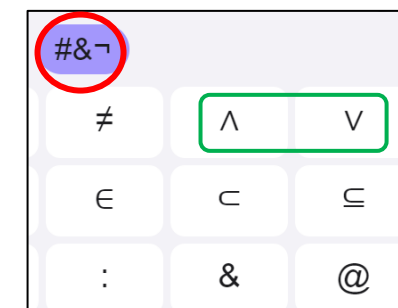 #&¬
≠ ∧ ∨
∈ ⊂ ⊆
: & @